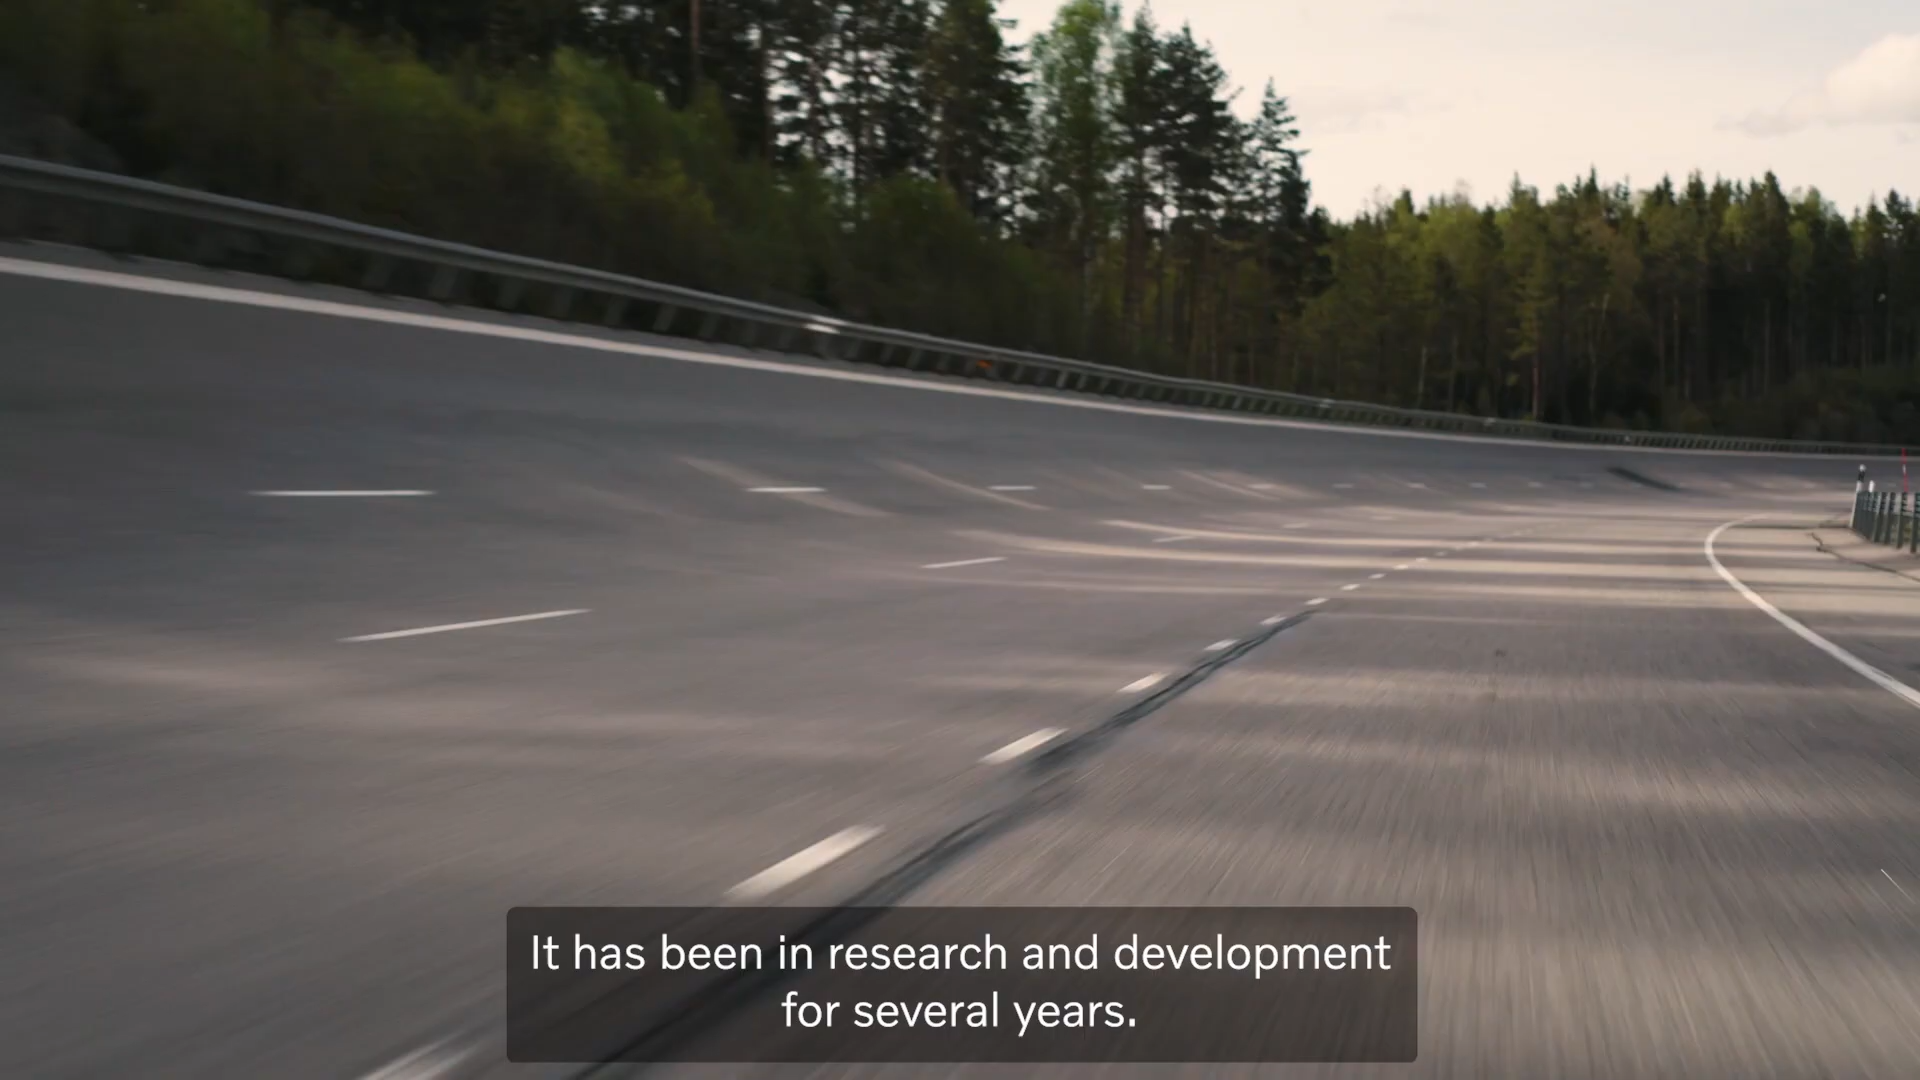 It has been in research and development
for several years.